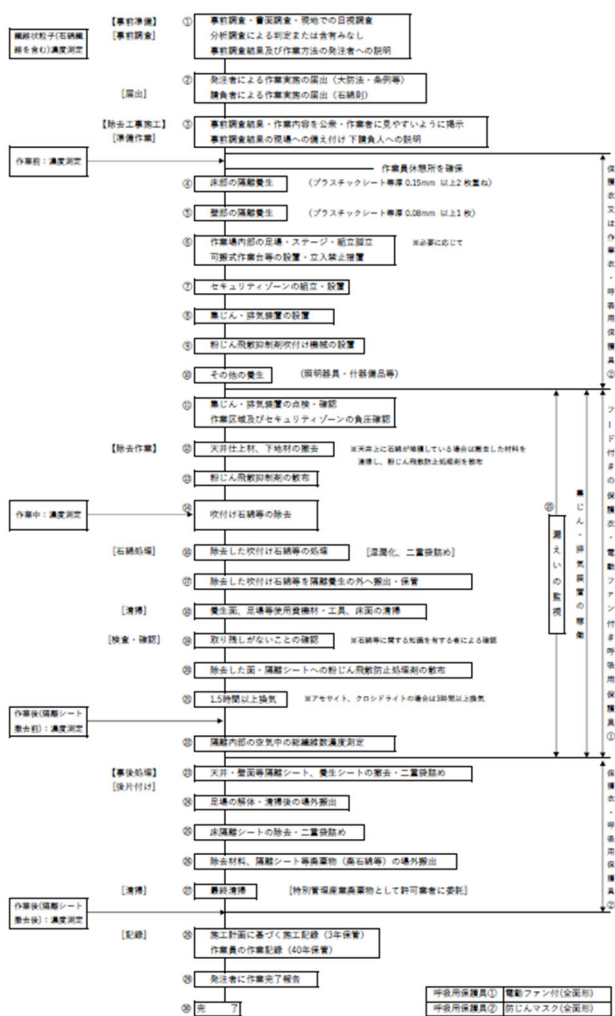 繊維状粒子(石綿繊
維を含む)濃度測定
【事前準備】
[事前調査]
① 事前調査・書面調査・現地での目視調査
分析調査による判定または含有みなし
事前調査結果及び作業方法の発注者への説明
[届出]
② 発注者による作業実施の届出（大防法・条例等）
請負者による作業実施の届出（石綿則）
【除去工事施工】
[準備作業]
③ 事前調査結果・作業内容を公衆・作業者に見やすいように掲示
事前調査結果の現場への備え付け 下請負人への説明
作業前：濃度測定
作業員休憩所を確保
④ 床部の隔離養生 （プラスチックシート等厚 0.15mm 以上2 枚重ね）
⑤ 壁部の隔離養生 （プラスチックシート等厚 0.08mm 以上1 枚）
⑥ 作業場内部の足場・ステージ・組立脚立 ※必要に応じて
可搬式作業台等の設置・立入禁止措置
⑦ セキュリティゾーンの組立・設置
⑧ 集じん・排気装置の設置
⑨ 粉じん飛散抑制剤吹付け機械の設置
⑩ その他の養生 （照明器具・什器備品等）
保護衣又は作業衣・呼吸用保護具②
⑪ 集じん・排気装置の点検・確認
作業区域及びセキュリティゾーンの負圧確認
[除去作業]
⑫ 天井仕上材、下地材の撤去 ※天井上に石綿が堆積している場合は撤去した材料を
清掃し、粉じん飛散防止処理剤を散布
⑬ 粉じん飛散抑制剤の散布
作業中：濃度測定
⑭ 吹付け石綿等の除去
[石綿処理]
⑯ 除去した吹付け石綿等の処理 [湿潤化、二重袋詰め]
⑰ 除去した吹付け石綿等を隔離養生の外へ搬出・保管
[清掃]
⑱ 養生面、足場等使用資機材・工具、床面の清掃
[検査・確認]
⑲ 取り残しがないことの確認 ※石綿等に関する知識を有する者による確認
⑳ 除去した面・隔離シートへの粉じん飛散防止処理剤の散布
㉑ 1.5時間以上換気 ※アモサイト、クロシドライトの場合は3時間以上換気
作業後(隔離シート
撤去前)：濃度測定
㉒ 隔離内部の空気中の総繊維数濃度測定
⑮
漏えいの監視
集じん・排気装置の稼働
フード付きの保護衣・電動ファン付き呼吸用保護具①
【事後処理】
[後片付け]
㉓ 天井・壁面等隔離シート、養生シートの撤去・二重袋詰め
㉔ 足場の解体・清掃後の場外搬出
㉕ 床隔離シートの除去・二重袋詰め
㉖ 除去材料、隔離シート等廃棄物（廃石綿等）の場外搬出
[清掃]
㉗ 最終清掃 [特別管理産業廃棄物として許可業者に委託]
保護衣・呼吸用保護具②
作業後(隔離シート
撤去後)：濃度測定
[記録]
㉘ 施工計画に基づく施工記録（3年保管）
作業員の作業記録（40年保管）
㉙ 発注者に作業完了報告
㉚ 完 了
呼吸用保護具① 電動ファン付(全面形)
呼吸用保護具② 防じんマスク(全面形)